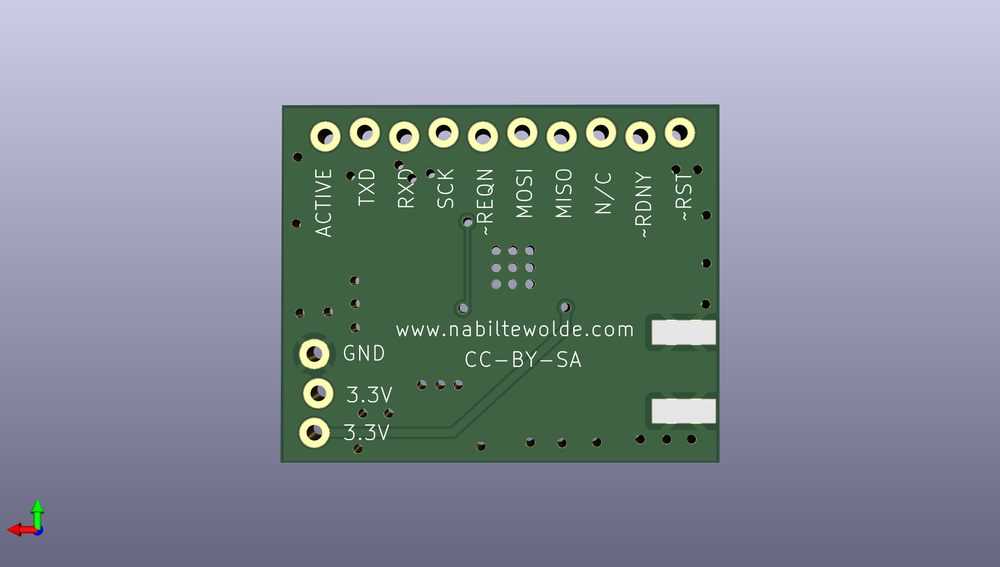 ACTIVE
TXD
RXD
SCK
~REQN
MOSI
MISO
N/C
~RDNY
~RST
www.nabiltewolde.com
GND
CC-BY-SA
3.3V
3.3V